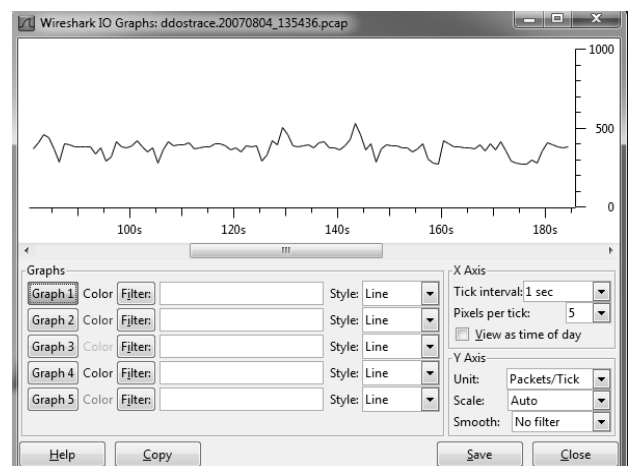 Wireshark IO Graphs: ddostrace.20070804_135436.pcap
1000
500
0
100s 120s 140s 160s 180s
Graphs
Graph 1 Color Filter: Style: Line
Graph 2 Color Filter: Style: Line
Graph 3 Color Filter: Style: Line
Graph 4 Color Filter: Style: Line
Graph 5 Color Filter: Style: Line
X Axis
Tick interval: 1 sec
Pixels per tick: 5
View as time of day
Y Axis
Unit: Packets/Tick
Scale: Auto
Smooth: No filter
Help Copy Save Close